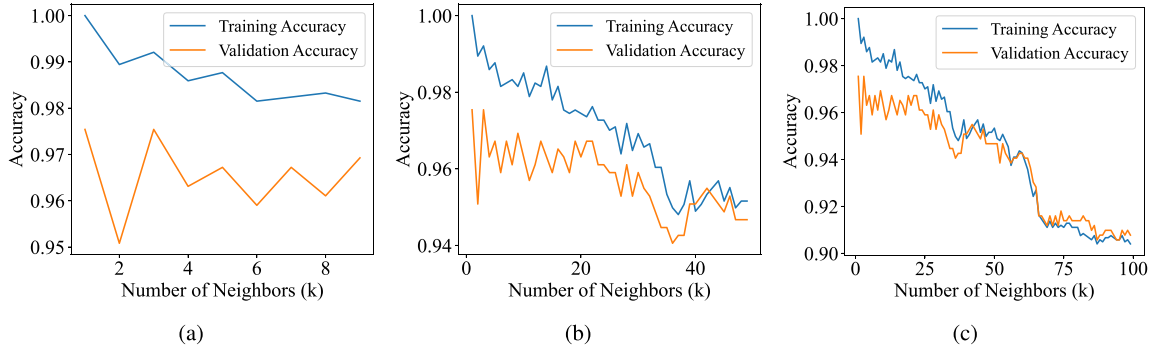 1.00
0.99
0.98
0.97
0.96
0.95
Accuracy
Training Accuracy
Validation Accuracy
2 4 6 8
Number of Neighbors (k)
(a)
1.00
0.98
0.96
0.94
Accuracy
Training Accuracy
Validation Accuracy
0 20 40
Number of Neighbors (k)
(b)
1.00
0.98
0.96
0.94
0.92
0.90
Accuracy
Training Accuracy
Validation Accuracy
0 25 50 75 100
Number of Neighbors (k)
(c)